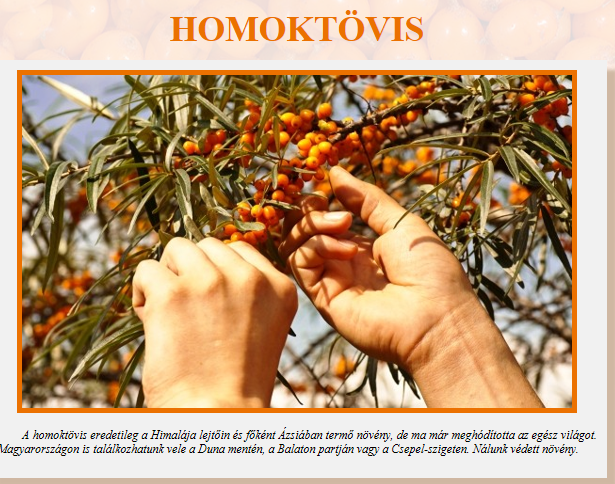 HOMOKTÖVIS
A homoktövis eredetileg a Himalája lejtőin és főként Ázsiában termő növény, de ma már meghódította az egész világot.
Magyarországon is találkozhatunk vele a Duna mentén, a Balaton partján vagy a Csepel-szigeten. Nálunk védett növény.